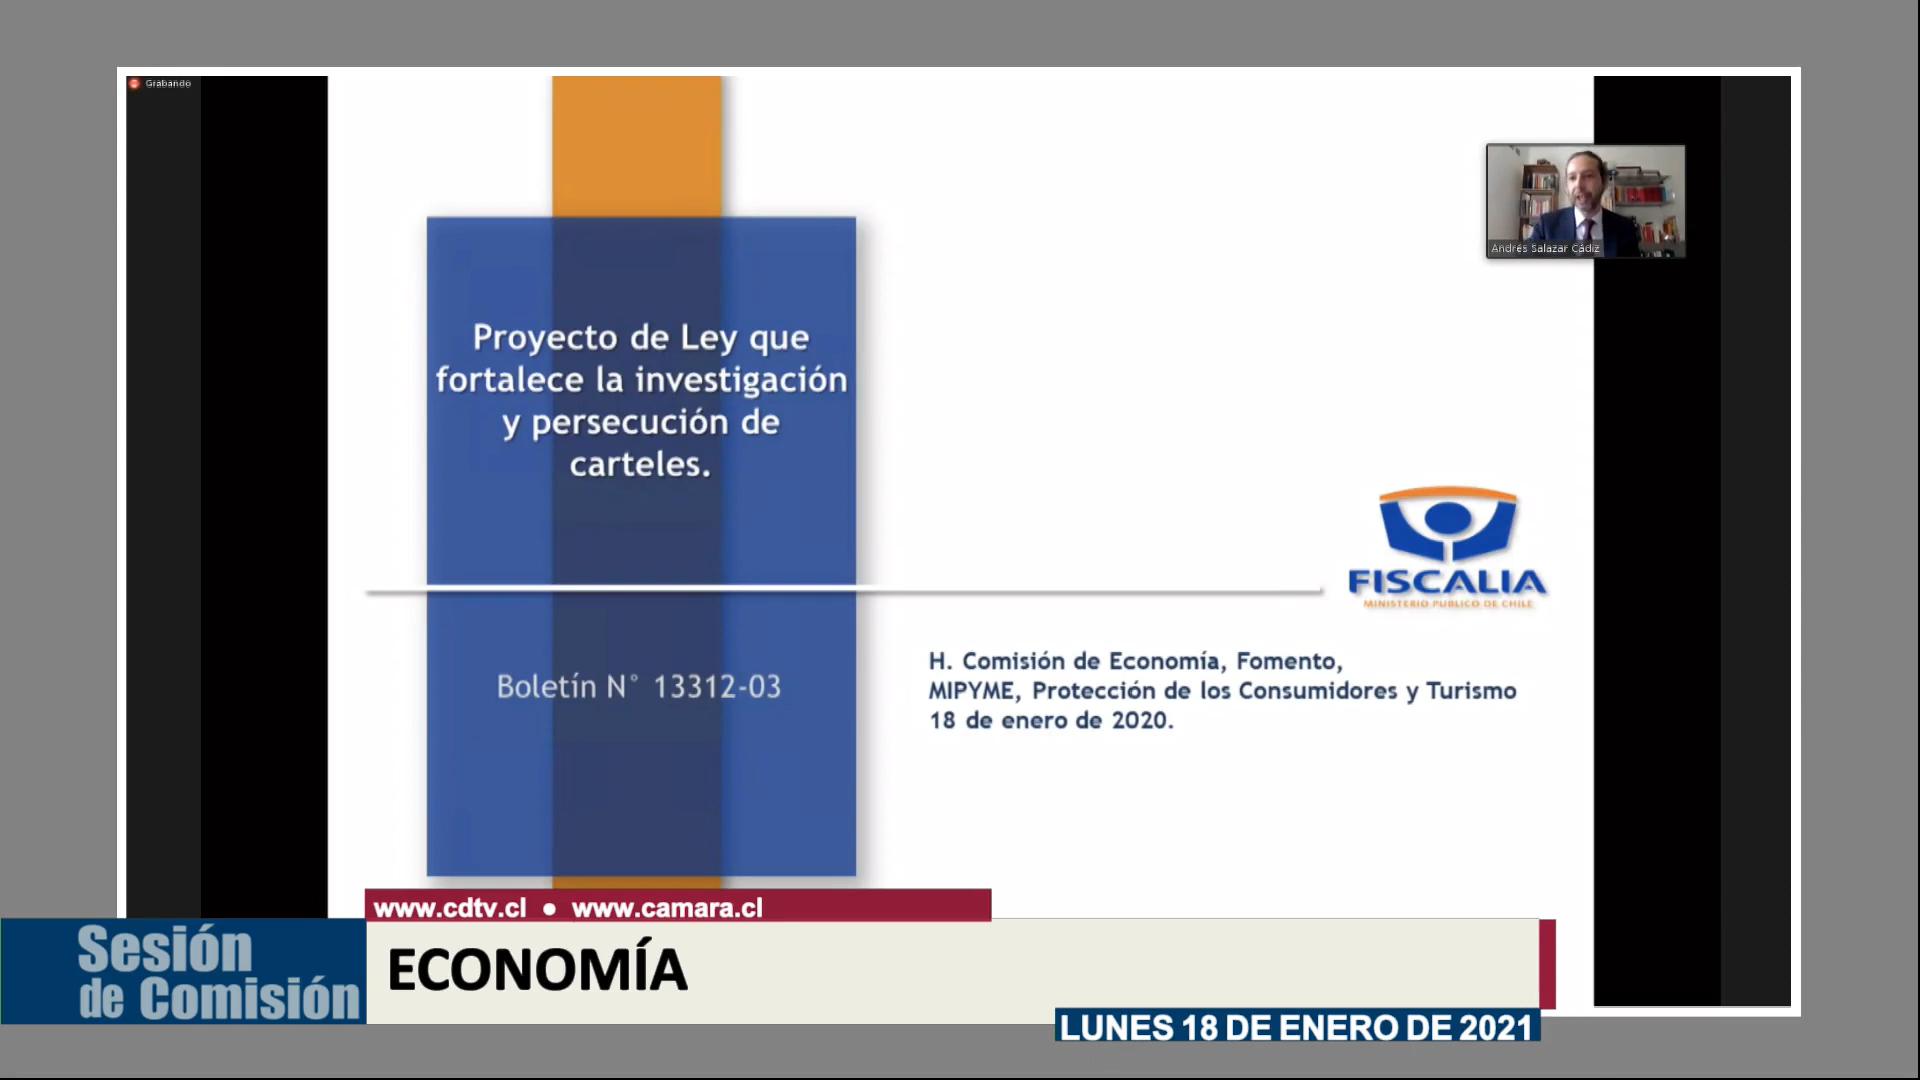 Grabando
Andrés Salazar Cádiz
Proyecto de Ley que
fortalece la investigación
y persecución de
carteles.
FISCALIA
MINISTERIO PUBLICO DE CHILE
Boletín N° 13312-03
H. Comisión de Economía, Fomento,
MIPYME, Protección de los Consumidores y Turismo
18 de enero de 2020.
www.cdtv.cl ● www.camara.cl
Sesión
de Comisión
ECONOMÍA
LUNES 18 DE ENERO DE 2021